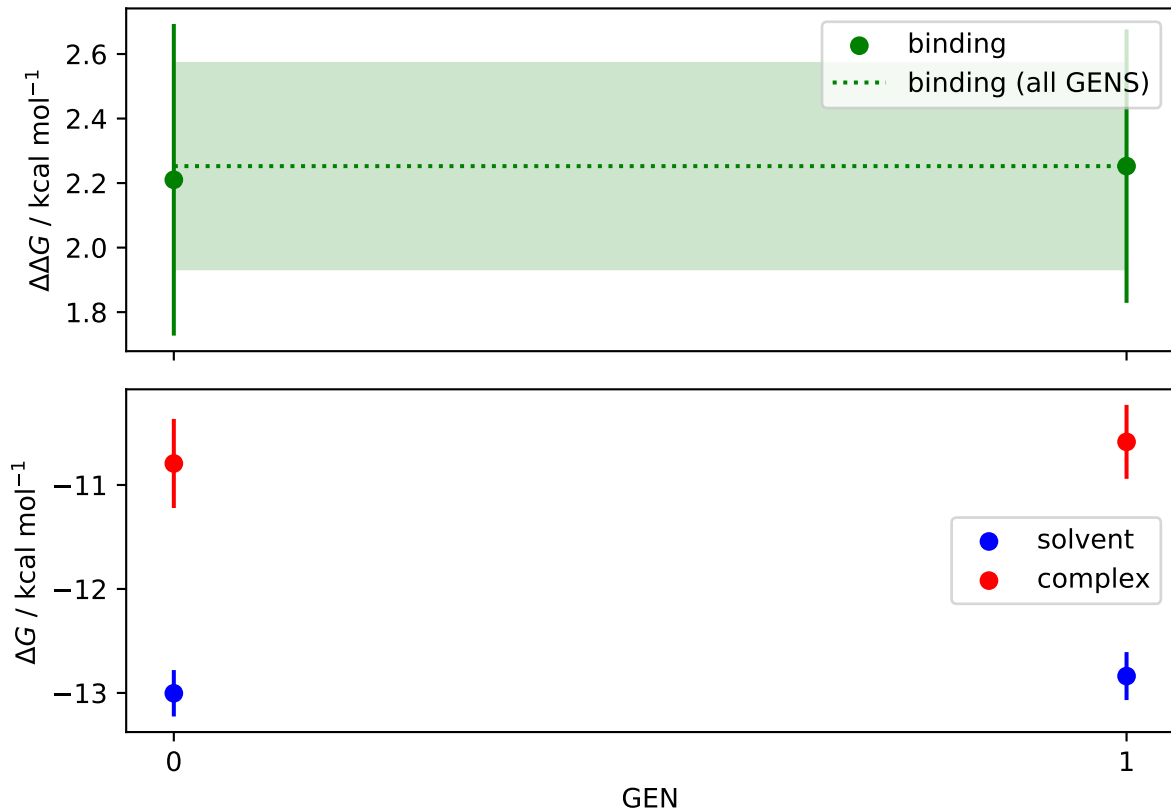 ΔΔG / kcal mol⁻¹
2.6
2.4
2.2
2.0
1.8
binding
binding (all GENS)
ΔG / kcal mol⁻¹
−11
−12
−13
solvent
complex
0
1
GEN